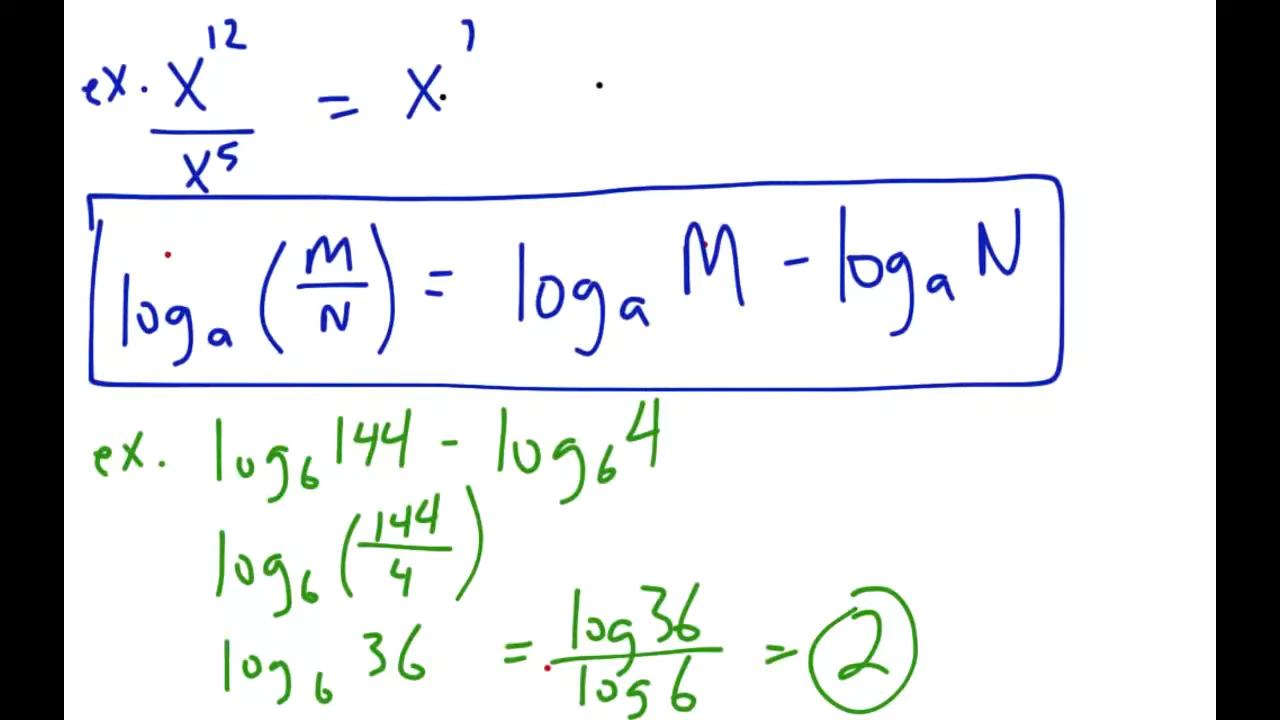 ex. x^12 / x^5 = x^7
log_a (M/N) = log_a M - log_a N
ex. log_6 144 - log_6 4
log_6 (144/4)
log_6 36 = log 36 / log 6 = 2